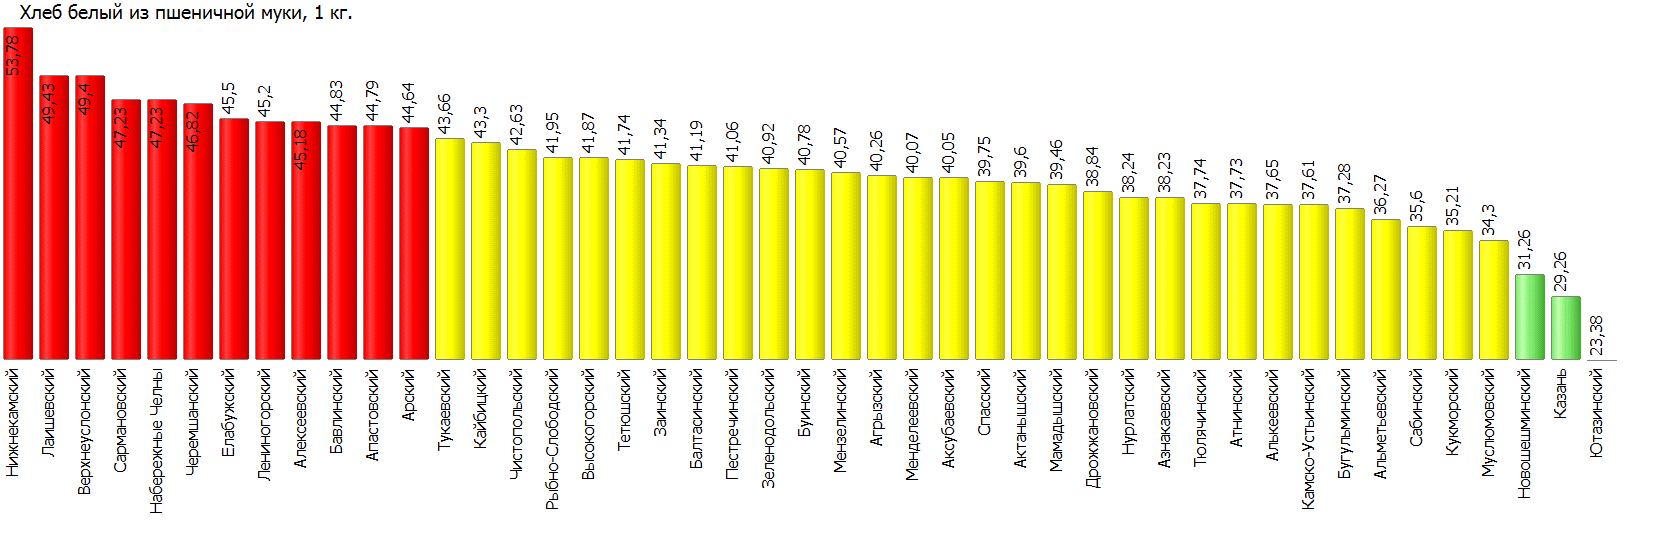 Хлеб белый из пшеничной муки, 1 кг.
53,78
49,43
49,4
47,23
47,23
46,82
45,5
45,2
45,18
44,83
44,79
44,64
43,66
43,3
42,63
41,95
41,87
41,74
41,34
41,19
41,06
40,92
40,78
40,57
40,26
40,07
40,05
39,75
39,6
39,46
38,84
38,24
38,23
37,74
37,73
37,65
37,61
37,28
36,27
35,6
35,21
34,3
31,26
29,26
23,38
Нижнекамский
Лаишевский
Верхнеуслонский
Сармановский
Набережные Челны
Черемшанский
Елабужский
Лениногорский
Алексеевский
Бавлинский
Апастовский
Арский
Тукаевский
Кайбицкий
Чистопольский
Рыбно-Слободский
Высокогорский
Тетюшский
Заинский
Балтасинский
Пестречинский
Зеленодольский
Буинский
Мензелинский
Агрызский
Менделеевский
Аксубаевский
Спасский
Актанышский
Мамадышский
Дрожжановский
Нурлатский
Азнакаевский
Тюлячинский
Атнинский
Алькеевский
Камско-Устьинский
Бугульминский
Альметьевский
Сабинский
Кукморский
Муслюмовский
Новошешминский
Казань
Ютазинский